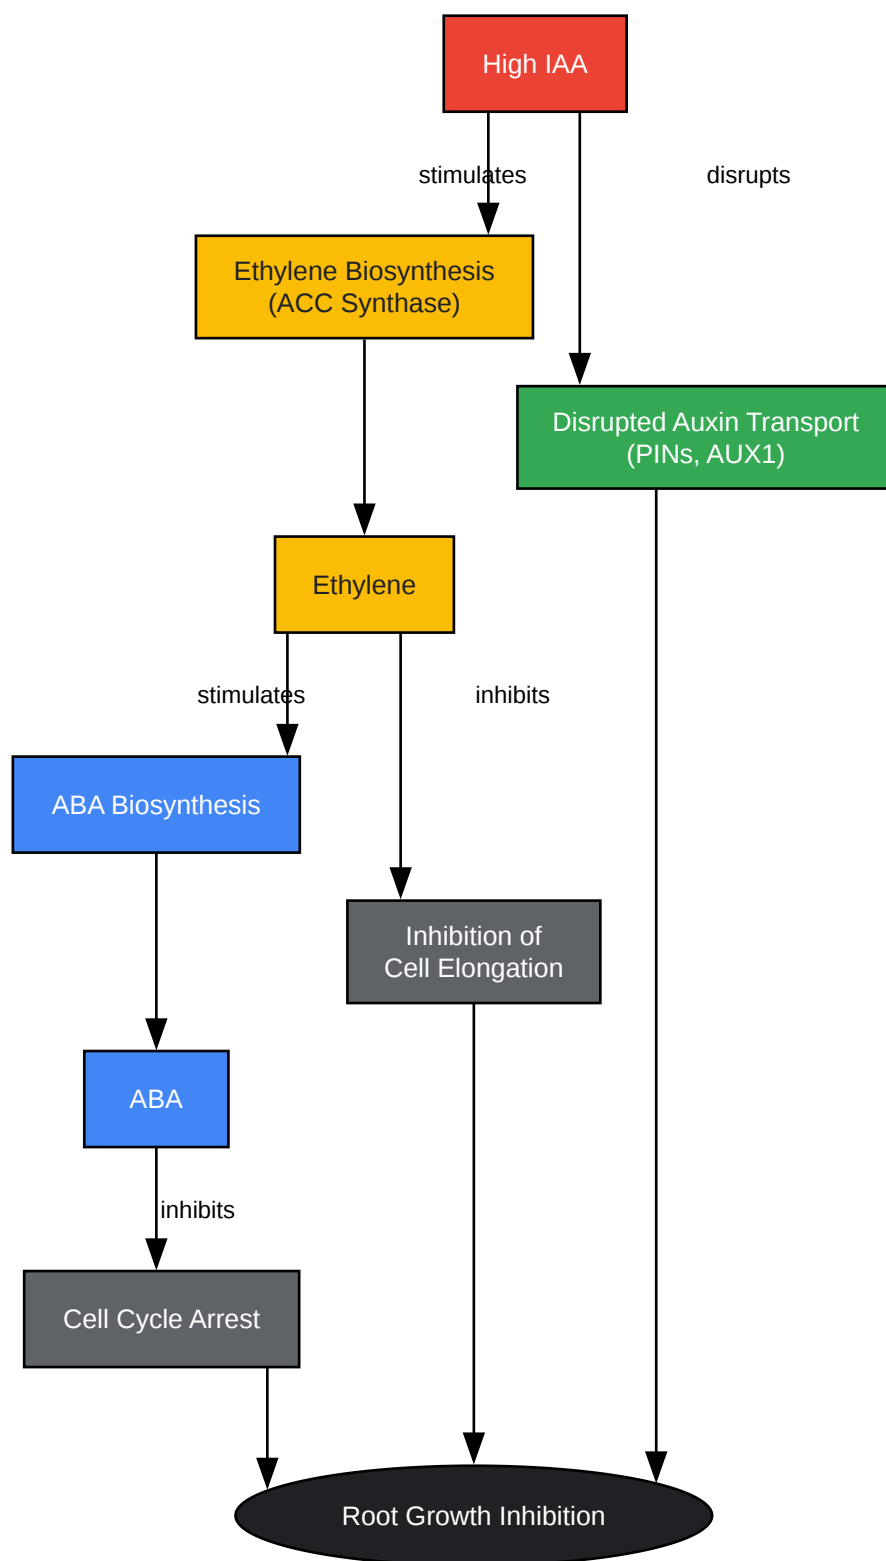 High IAA
stimulates
disrupts
Ethylene Biosynthesis
(ACC Synthase)
Disrupted Auxin Transport
(PINs, AUX1)
Ethylene
stimulates
inhibits
ABA Biosynthesis
Inhibition of
Cell Elongation
ABA
inhibits
Cell Cycle Arrest
Root Growth Inhibition